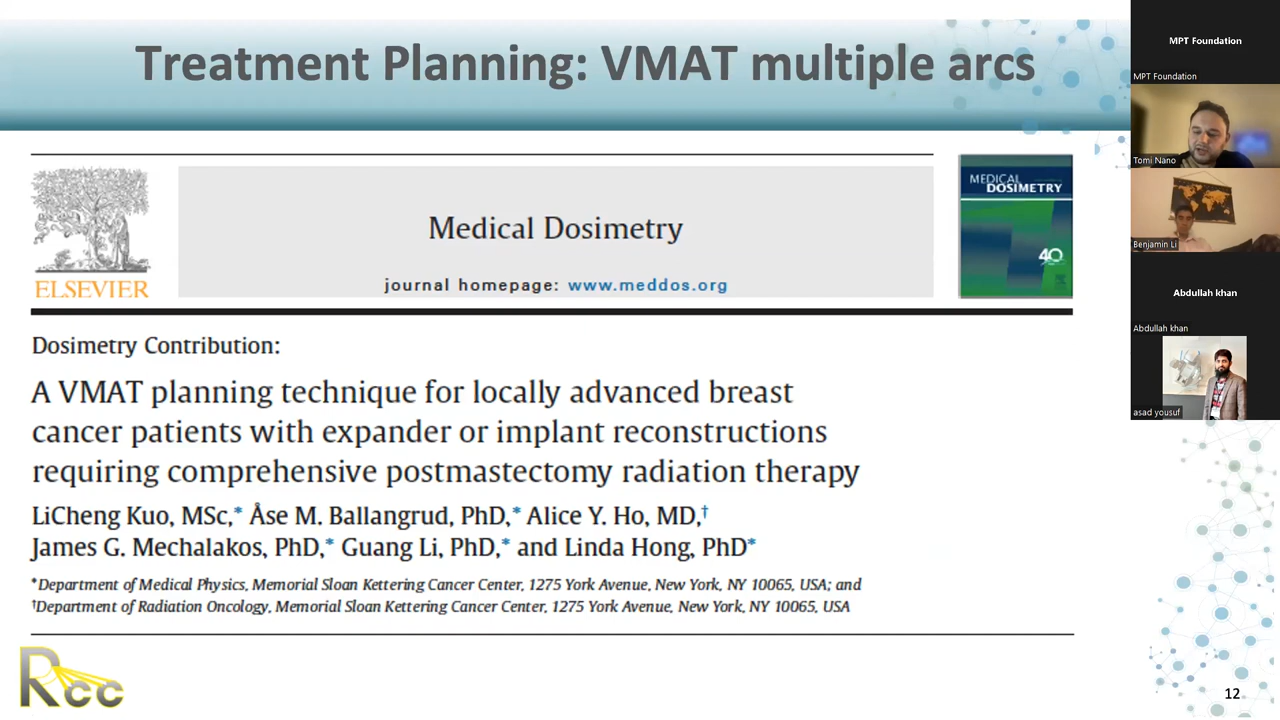 Treatment Planning: VMAT multiple arcs
ELSEVIER
Medical Dosimetry
journal homepage: www.meddos.org
MEDICAL
DOSIMETRY
40
Dosimetry Contribution:
A VMAT planning technique for locally advanced breast
cancer patients with expander or implant reconstructions
requiring comprehensive postmastectomy radiation therapy
LiCheng Kuo, MSc,* Åse M. Ballangrud, PhD,* Alice Y. Ho, MD,†
James G. Mechalakos, PhD,* Guang Li, PhD,* and Linda Hong, PhD*
*Department of Medical Physics, Memorial Sloan Kettering Cancer Center, 1275 York Avenue, New York, NY 10065, USA; and
†Department of Radiation Oncology, Memorial Sloan Kettering Cancer Center, 1275 York Avenue, New York, NY 10065, USA
Rcc
12
MPT Foundation
MPT Foundation
Tomi Nano
Benjamin Li
Abdullah khan
Abdullah khan
asad yousuf